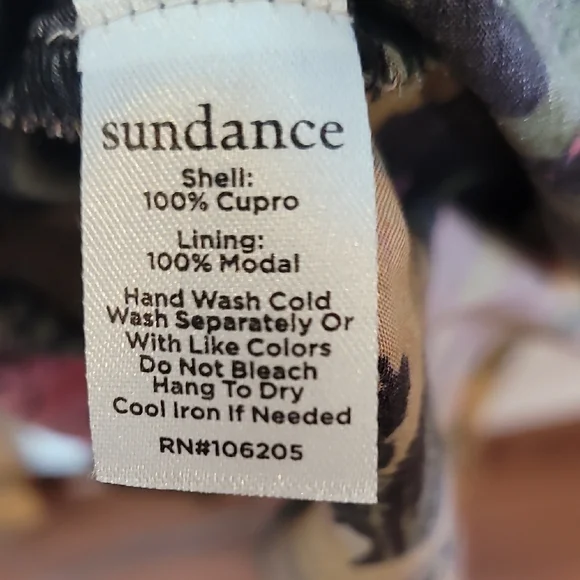 sundance
Shell:
100% Cupro
Lining:
100% Modal
Hand Wash Cold
Wash Separately Or
With Like Colors
Do Not Bleach
Hang To Dry
Cool Iron If Needed
RN#106205